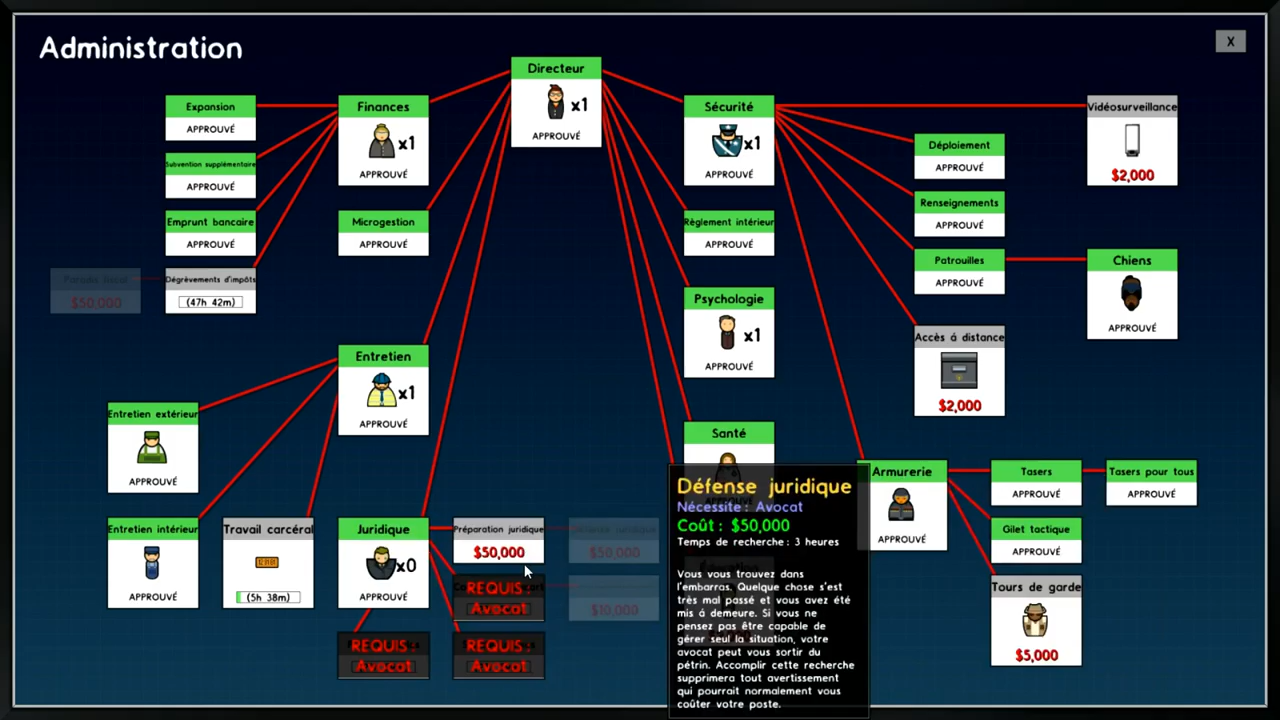 Administration
X
Directeur
x1
APPROUVÉ
Expansion
APPROUVÉ
Finances
x1
APPROUVÉ
Sécurité
x1
APPROUVÉ
Vidéosurveillance
$2,000
Déploiement
APPROUVÉ
Subvention supplémentaire
APPROUVÉ
Renseignements
APPROUVÉ
Emprunt bancaire
APPROUVÉ
Microgestion
APPROUVÉ
Règlement intérieur
APPROUVÉ
Patrouilles
APPROUVÉ
Chiens
APPROUVÉ
Paradis fiscal
$50,000
Dégrèvements d'impôts
(47h 42m)
Psychologie
x1
APPROUVÉ
Accès á distance
$2,000
Entretien
x1
APPROUVÉ
Entretien extérieur
APPROUVÉ
Santé
Armurerie
APPROUVÉ
Tasers
APPROUVÉ
Tasers pour tous
APPROUVÉ
Entretien intérieur
APPROUVÉ
Travail carcéral
(5h 38m)
Juridique
x0
APPROUVÉ
Préparation juridique
$50,000
Défense juridique
$50,000
Gilet tactique
APPROUVÉ
REQUIS :
Avocat
$10,000
Tours de garde
$5,000
REQUIS :
Avocat
REQUIS :
Avocat
Défense juridique
Nécessite : Avocat
Coût : $50,000
Temps de recherche : 3 heures
Vous vous trouvez dans
l'embarras. Quelque chose s'est
très mal passé et vous avez été
mis á demeure. Si vous ne
pensez pas être capable de
gérer seul la situation, votre
avocat peut vous sortir du
pétrin. Accomplir cette recherche
supprimera tout avertissement
qui pourrait normalement vous
coûter votre poste.